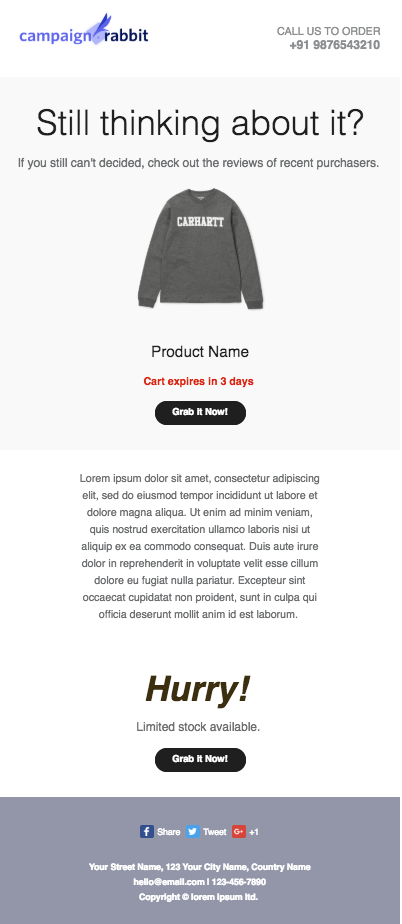 campaign rabbit
CALL US TO ORDER
+91 9876543210
Still thinking about it?
If you still can't decided, check out the reviews of recent purchasers.
CARHARTT
Product Name
Cart expires in 3 days
Grab It Now!
Lorem ipsum dolor sit amet, consectetur adipiscing
elit, sed do eiusmod tempor incididunt ut labore et
dolore magna aliqua. Ut enim ad minim veniam,
quis nostrud exercitation ullamco laboris nisi ut
aliquip ex ea commodo consequat. Duis aute irure
dolor in reprehenderit in voluptate velit esse cillum
dolore eu fugiat nulla pariatur. Excepteur sint
occaecat cupidatat non proident, sunt in culpa qui
officia deserunt mollit anim id est laborum.
Hurry!
Limited stock available.
Grab It Now!
f Share Tweet G+ +1
Your Street Name, 123 Your City Name, Country Name
hello@email.com | 123-456-7890
Copyright © lorem ipsum ltd.